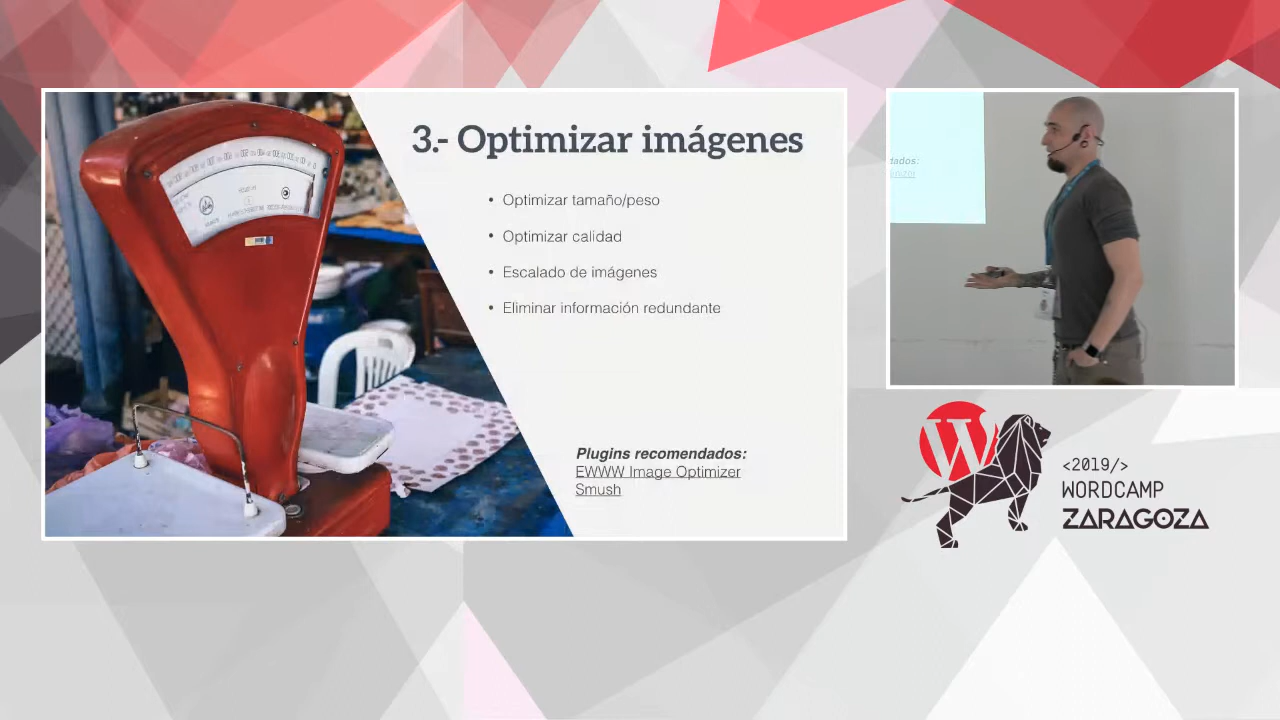 3.- Optimizar imágenes
• Optimizar tamaño/peso
• Optimizar calidad
• Escalado de imágenes
• Eliminar información redundante
Plugins recomendados:
EWWW Image Optimizer
Smush
W
<2019/>
WORDCAMP
ZARAGOZA